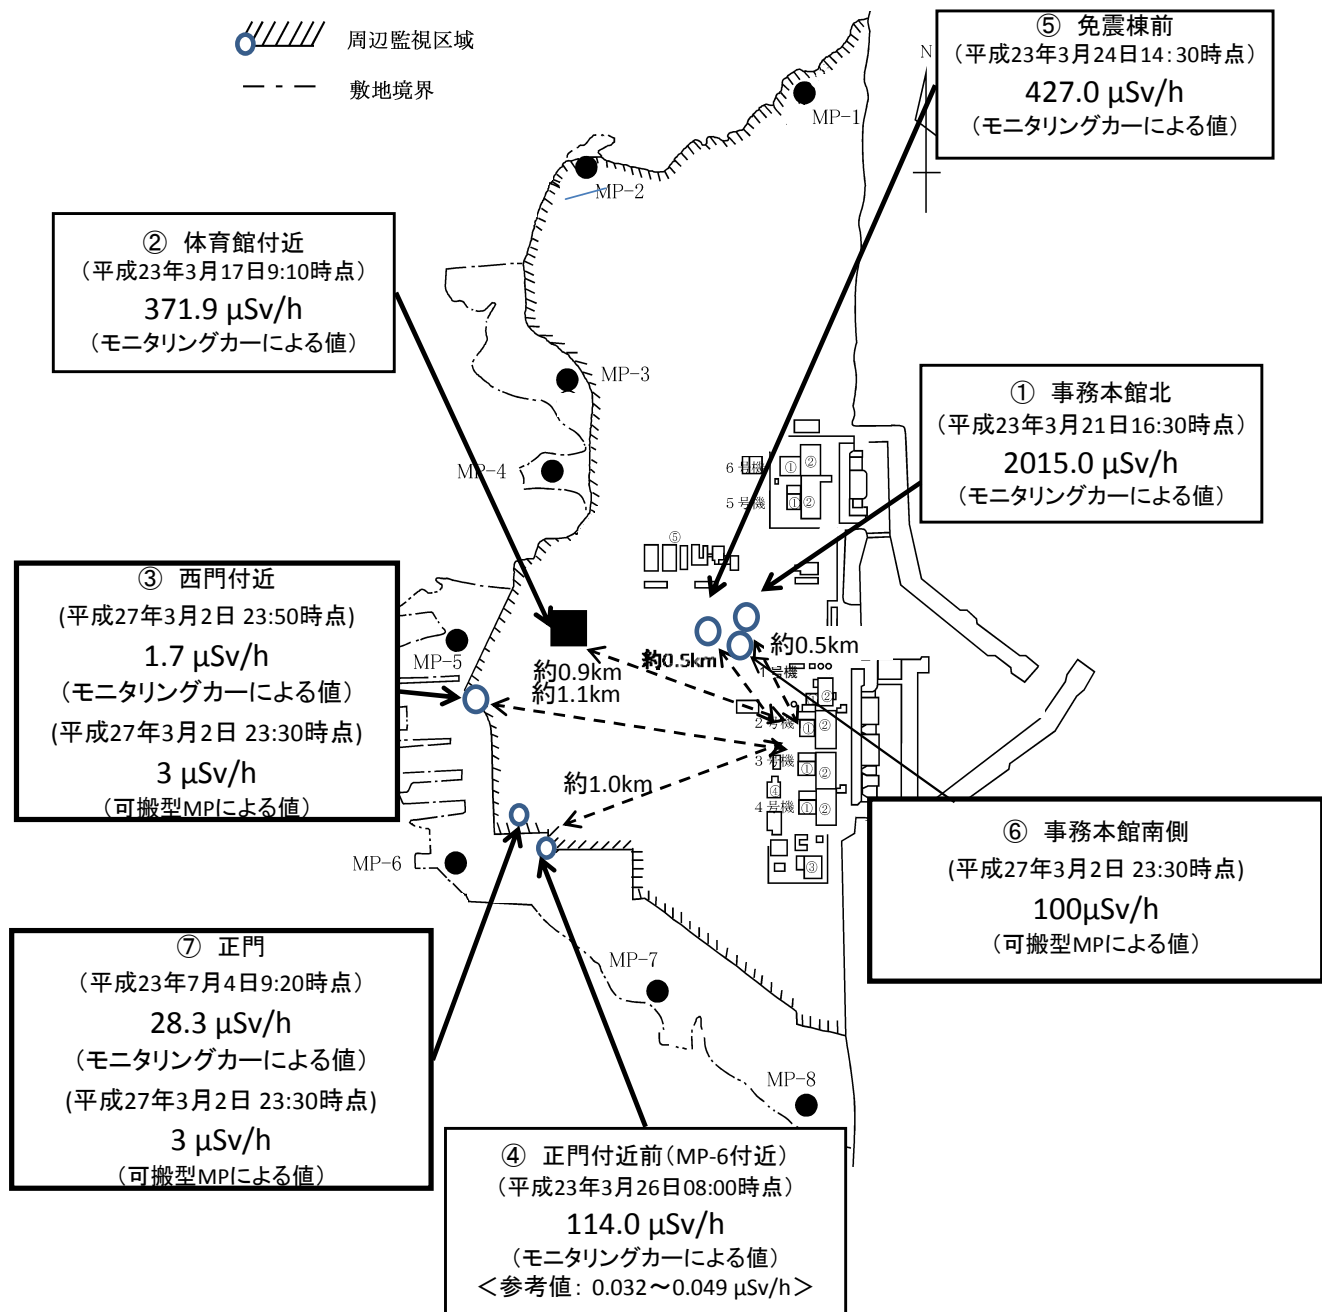 周辺監視区域
敷地境界
⑤ 免震棟前
（平成23年3月24日14：30時点）
427.0 μSv/h
（モニタリングカーによる値）
N
MP-1
MP-2
② 体育館付近
（平成23年3月17日9:10時点）
371.9 μSv/h
（モニタリングカーによる値）
MP-3
① 事務本館北
（平成23年3月21日16:30時点）
2015.0 μSv/h
（モニタリングカーによる値）
MP-4
6号機
①
②
5号機
①
②
⑤
③ 西門付近
(平成27年3月2日 23:50時点)
1.7 μSv/h
（モニタリングカーによる値）
(平成27年3月2日 23:30時点)
3 μSv/h
（可搬型MPによる値）
MP-5
約0.9km
約1.1km
約0.5km
約0.5km
1号機
②
2号機
①
②
3号機
①
②
④
4号機
①
②
③
約1.0km
MP-6
⑥ 事務本館南側
(平成27年3月2日 23:30時点)
100μSv/h
（可搬型MPによる値）
⑦ 正門
（平成23年7月4日9:20時点）
28.3 μSv/h
（モニタリングカーによる値）
(平成27年3月2日 23:30時点)
3 μSv/h
（可搬型MPによる値）
MP-7
MP-8
④ 正門付近前（MP-6付近）
（平成23年3月26日08:00時点）
114.0 μSv/h
（モニタリングカーによる値）
＜参考値： 0.032～0.049 μSv/h＞